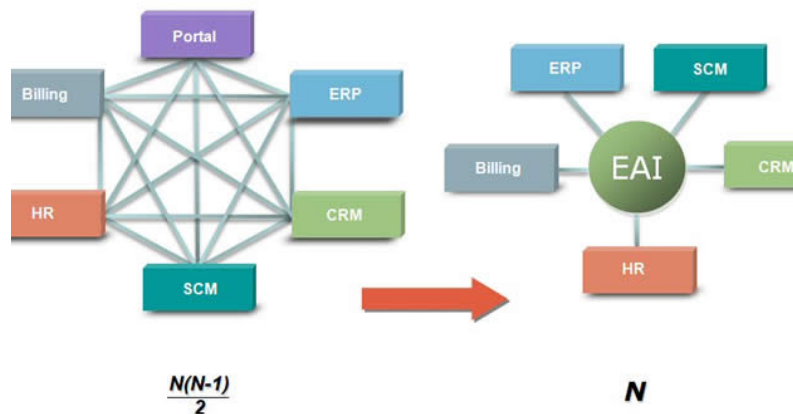 Portal
Billing
ERP
HR
CRM
SCM
N(N-1)
2
ERP
SCM
Billing
EAI
CRM
HR
N